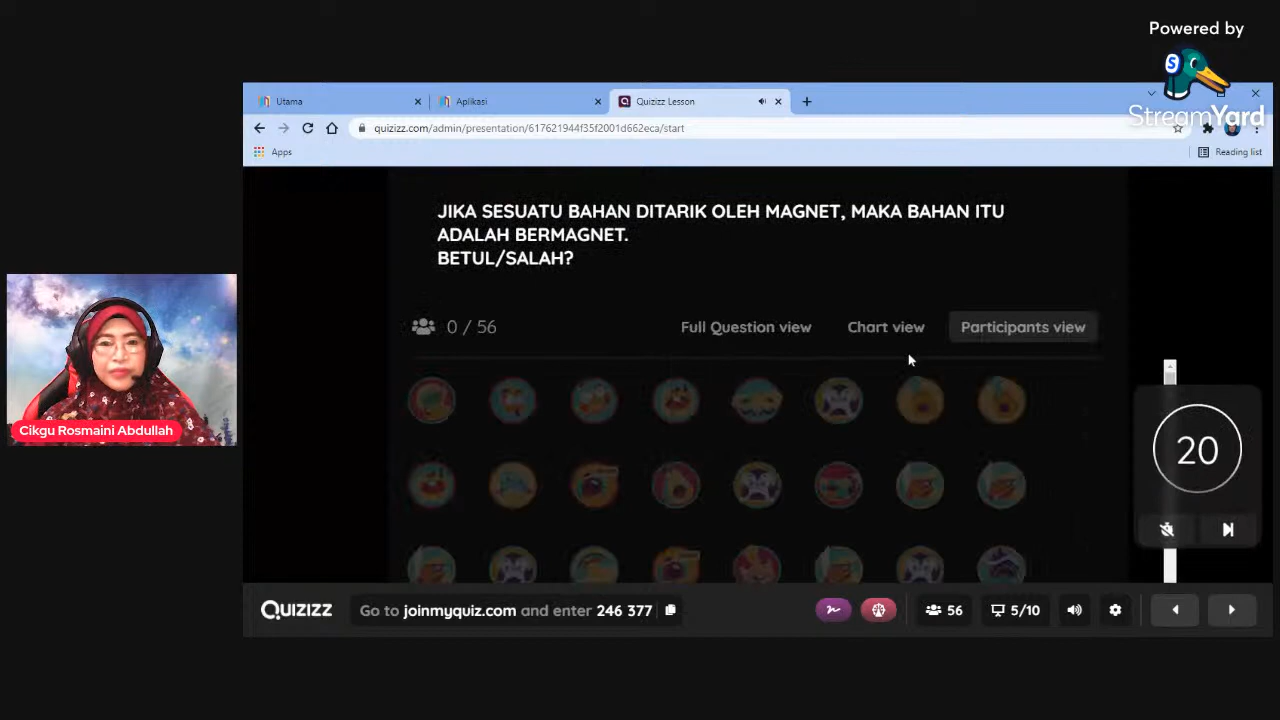 Powered by
StreamYard
Utama
Aplikasi
Quizizz Lesson
quizizz.com/admin/presentation/617621944f35f2001d662eca/start
Apps
Reading list
JIKA SESUATU BAHAN DITARIK OLEH MAGNET, MAKA BAHAN ITU
ADALAH BERMAGNET.
BETUL/SALAH?
0 / 56
Full Question view
Chart view
Participants view
Cikgu Rosmaini Abdullah
20
QUIZIZZ
Go to joinmyquiz.com and enter 246 377
56
5/10